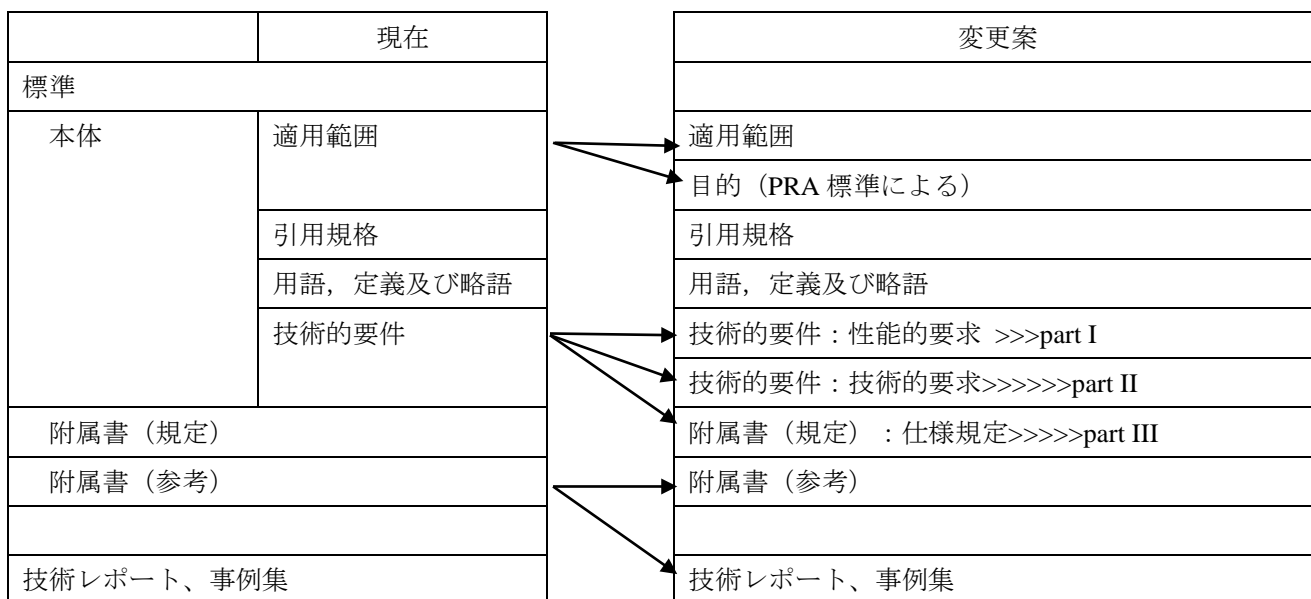 現在
標準
本体
適用範囲
引用規格
用語，定義及び略語
技術的要件
附属書（規定）
附属書（参考）
技術レポート、事例集
変更案
適用範囲
目的（PRA 標準による）
引用規格
用語，定義及び略語
技術的要件：性能的要求 >>>part I
技術的要件：技術的要求>>>>>>part II
附属書（規定）：仕様規定>>>>>part III
附属書（参考）
技術レポート、事例集